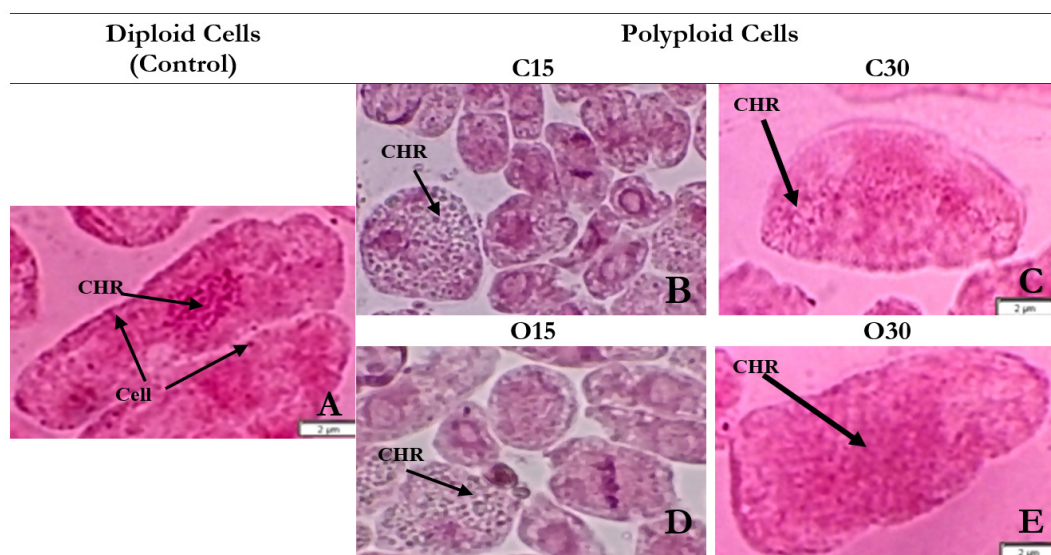 Diploid Cells
(Control)
Polyploid Cells
C15
C30
CHR
Cell
A
2 μm
CHR
B
CHR
C
2 μm
O15
O30
CHR
D
CHR
E
2 μm